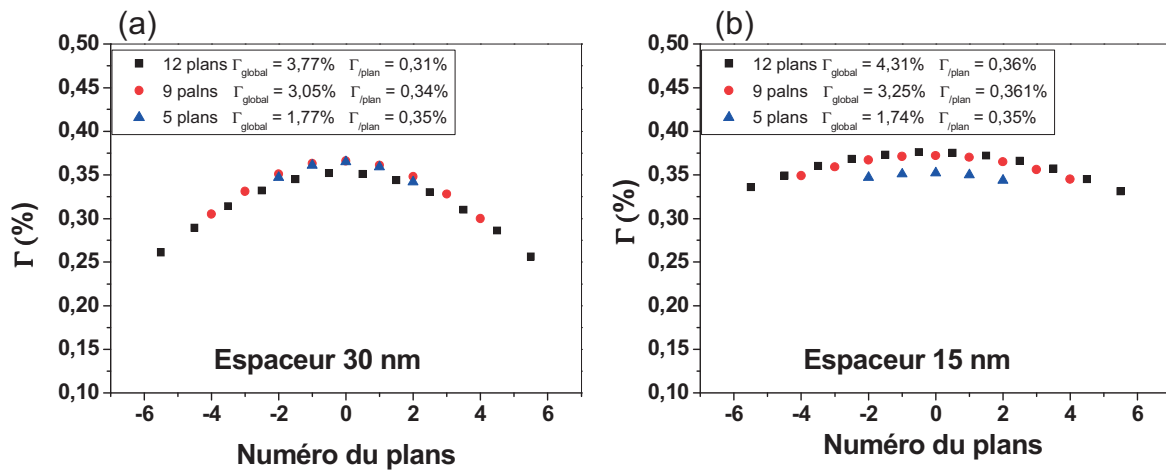 (a)
0,50
0,45
0,40
0,35
0,30
0,25
0,20
0,15
0,10
Γ (%)
12 plans Γglobal = 3,77% Γ/plan = 0,31%
9 palns Γglobal = 3,05% Γ/plan = 0,34%
5 plans Γglobal = 1,77% Γ/plan = 0,35%
Espaceur 30 nm
-6 -4 -2 0 2 4 6
Numéro du plans
(b)
0,50
0,45
0,40
0,35
0,30
0,25
0,20
0,15
0,10
Γ (%)
12 plans Γglobal = 4,31% Γ/plan = 0,36%
9 palns Γglobal = 3,25% Γ/plan = 0,361%
5 plans Γglobal = 1,74% Γ/plan = 0,35%
Espaceur 15 nm
-6 -4 -2 0 2 4 6
Numéro du plans